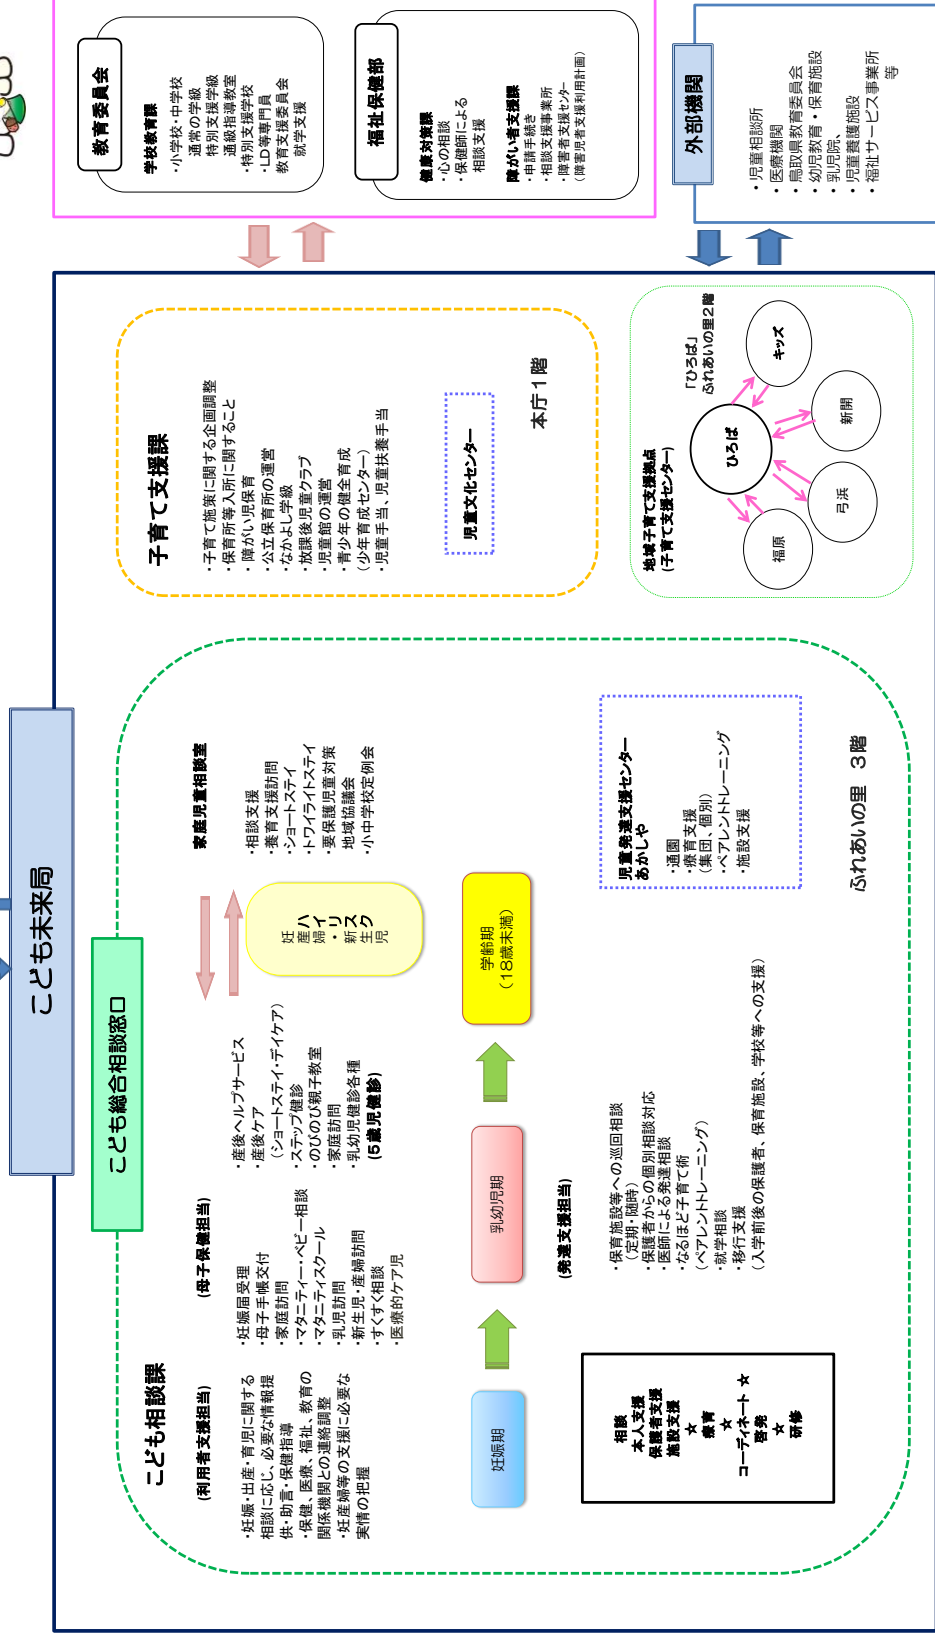 こども未来局
こども総合相談窓口
こども相談課
(利用者支援担当)
・妊娠・出産・育児に関する
相談に応じ、必要な情報提
供・助言・保健指導
・保健、医療、福祉、教育の
関係機関との連絡調整
・妊産婦等の支援に必要な
実情の把握
(母子保健担当)
・妊娠届受理
・母子手帳交付
・家庭訪問
・マタニティー・ベビー相談
・マタニティスクール
・乳児訪問
・新生児・産婦訪問
・すくすく相談
・医療的ケア児
・産後ヘルプサービス
・産後ケア
(ショートステイ・デイケア)
・ステップ健診
・のびのび親子教室
・家庭訪問
・乳幼児健診各種
(5歳児健診)
ハイリスク
妊産婦・新生児
家庭児童相談室
・相談支援
・養育支援訪問
・ショートステイ
・トワイライトステイ
・要保護児童対策
地域協議会
・小中学校定例会
妊娠期
乳幼児期
学齢期
(18歳未満)
相談
本人支援
保護者支援
施設支援
☆
療育
☆
コーディネート ☆
啓発
☆
研修
(発達支援担当)
・保育施設等への巡回相談
(定期・随時)
・保護者からの個別相談対応
・医師による発達相談
・なるほど子育て術
(ペアレントトレーニング)
・就学相談
・移行支援
(入学前後の保護者、保育施設、学校等への支援)
児童発達支援センター
あかしや
・通園
・療育支援
(集団、個別)
・ペアレントトレーニング
・施設支援
ふれあいの里 3階
子育て支援課
・子育て施策に関する企画調整
・保育所等入所に関すること
・障がい児保育
・公立保育所の運営
・なかよし学級
・放課後児童クラブ
・児童館の運営
・青少年の健全育成
(少年育成センター)
・児童手当、児童扶養手当
児童文化センター
本庁1階
地域子育て支援拠点
(子育て支援センター)
「ひろば」
ふれあいの里2階
ひろば
福原
弓浜
新開
キッズ
教育委員会
学校教育課
・小学校・中学校
通常の学級
特別支援学級
通級指導教室
・特別支援学校
・LD等専門員
教育支援委員会
就学支援
福祉保健部
健康対策課
・心の相談
・保健師による
相談支援
障がい者支援課
・申請手続き
・相談支援事業所
・障害者支援センター
(障害児者支援利用計画)
外部機関
・児童相談所
・医療機関
・鳥取県教育委員会
・幼児教育・保育施設
・乳児院、
・児童養護施設
・福祉サービス事業所
等